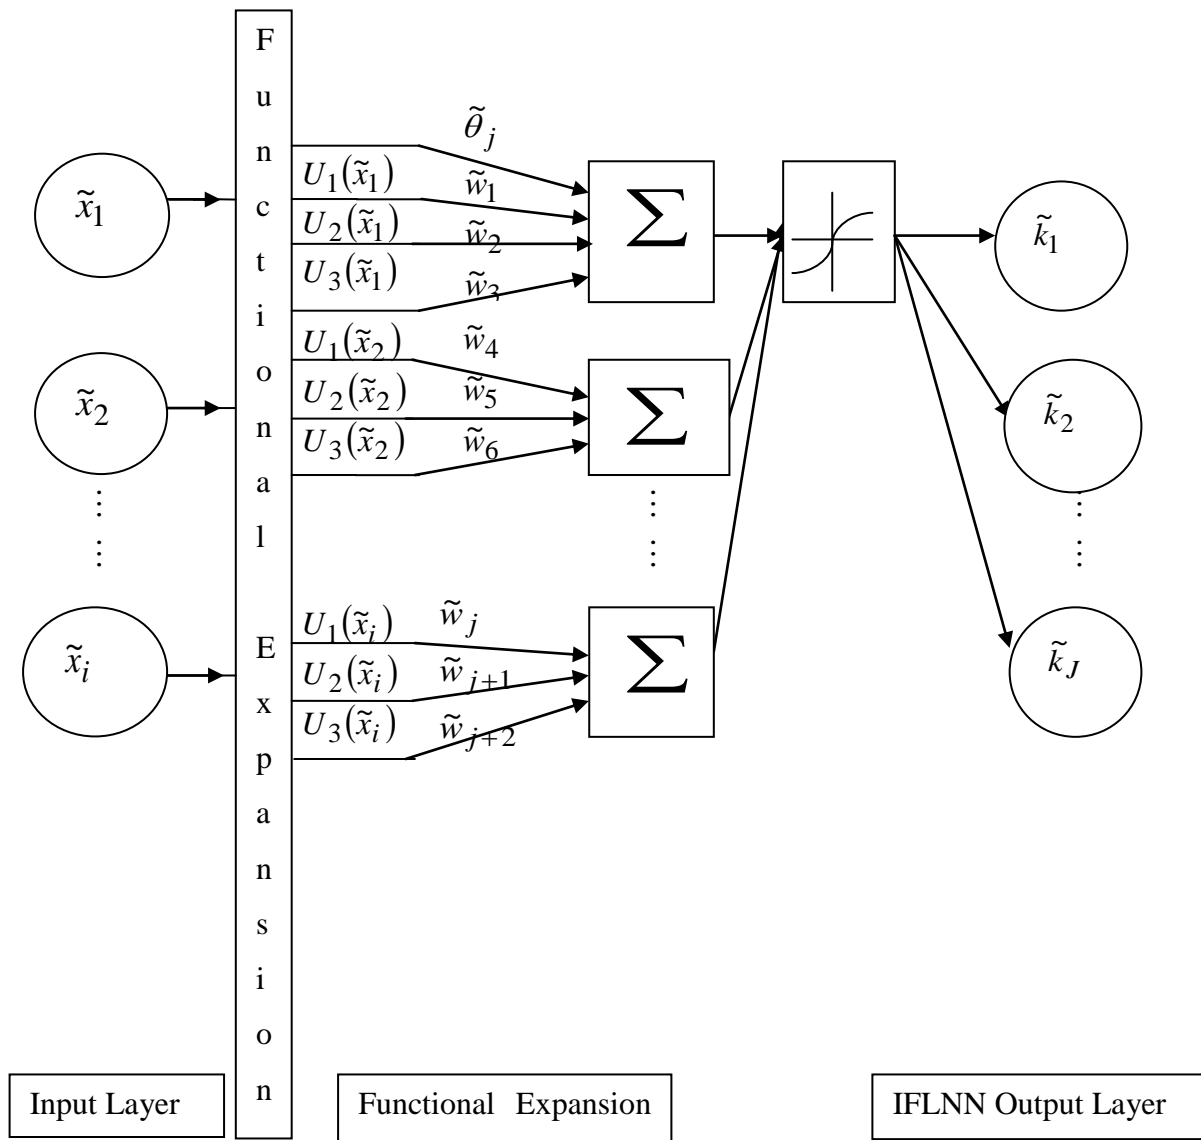 F
u
n
c
t
i
o
n
a
l
E
x
p
a
n
s
i
o
n
x̃₁
x̃₂
⋮
⋮
x̃ᵢ
θ̃ⱼ
U₁(x̃₁) w̃₁
U₂(x̃₁) w̃₂
U₃(x̃₁) w̃₃
U₁(x̃₂) w̃₄
U₂(x̃₂) w̃₅
U₃(x̃₂) w̃₆
U₁(x̃ᵢ) w̃ⱼ
U₂(x̃ᵢ) w̃ⱼ₊₁
U₃(x̃ᵢ) w̃ⱼ₊₂
∑
∑
⋮
⋮
∑
k̃₁
k̃₂
⋮
⋮
k̃_J
Input Layer
Functional Expansion
IFLNN Output Layer